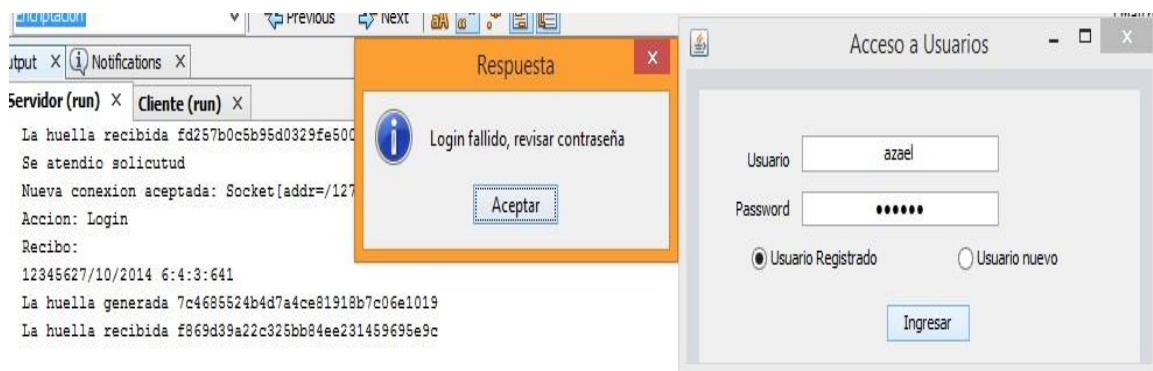 Encriptacion
Previous Next
Output X Notifications X
Servidor (run) X Cliente (run) X
La huella recibida fd257b0c5b95d0329fe500
Se atendio solicutud
Nueva conexion aceptada: Socket[addr=/127
Accion: Login
Recibo:
12345627/10/2014 6:4:3:641
La huella generada 7c4685524b4d7a4ce81918b7c06e1019
La huella recibida f869d39a22c325bb84ee231459695e9c
Respuesta
Login fallido, revisar contraseña
Aceptar
Acceso a Usuarios
Usuario azael
Password ••••••
Usuario Registrado Usuario nuevo
Ingresar